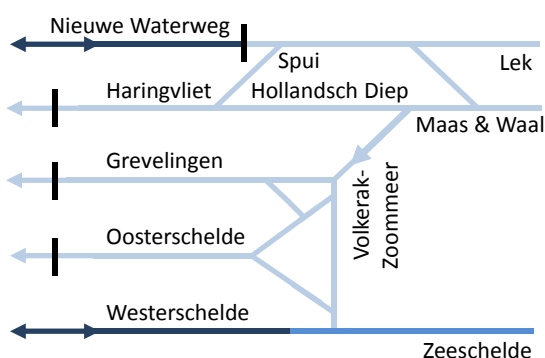 Nieuwe Waterweg
Spui
Lek
Haringvliet
Hollandsch Diep
Maas & Waal
Grevelingen
Volkerak-
Zoommeer
Oosterschelde
Westerschelde
Zeeschelde